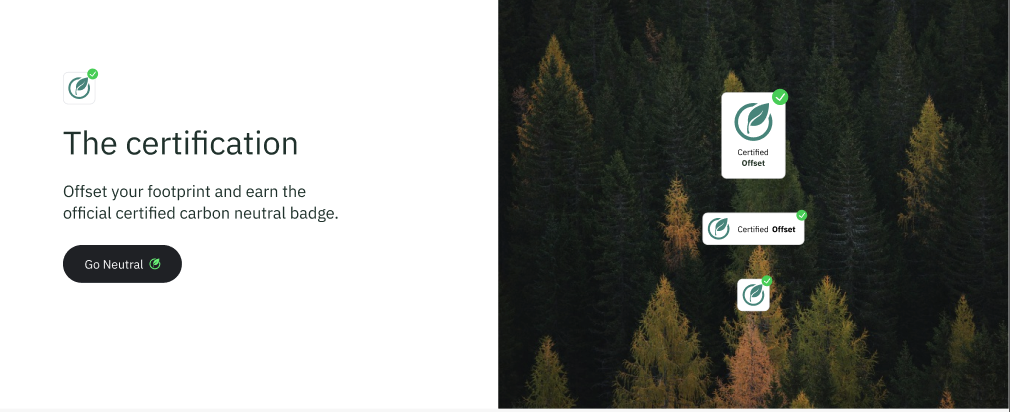 The certification
Offset your footprint and earn the
official certified carbon neutral badge.
Go Neutral
Certified
Offset
Certified Offset